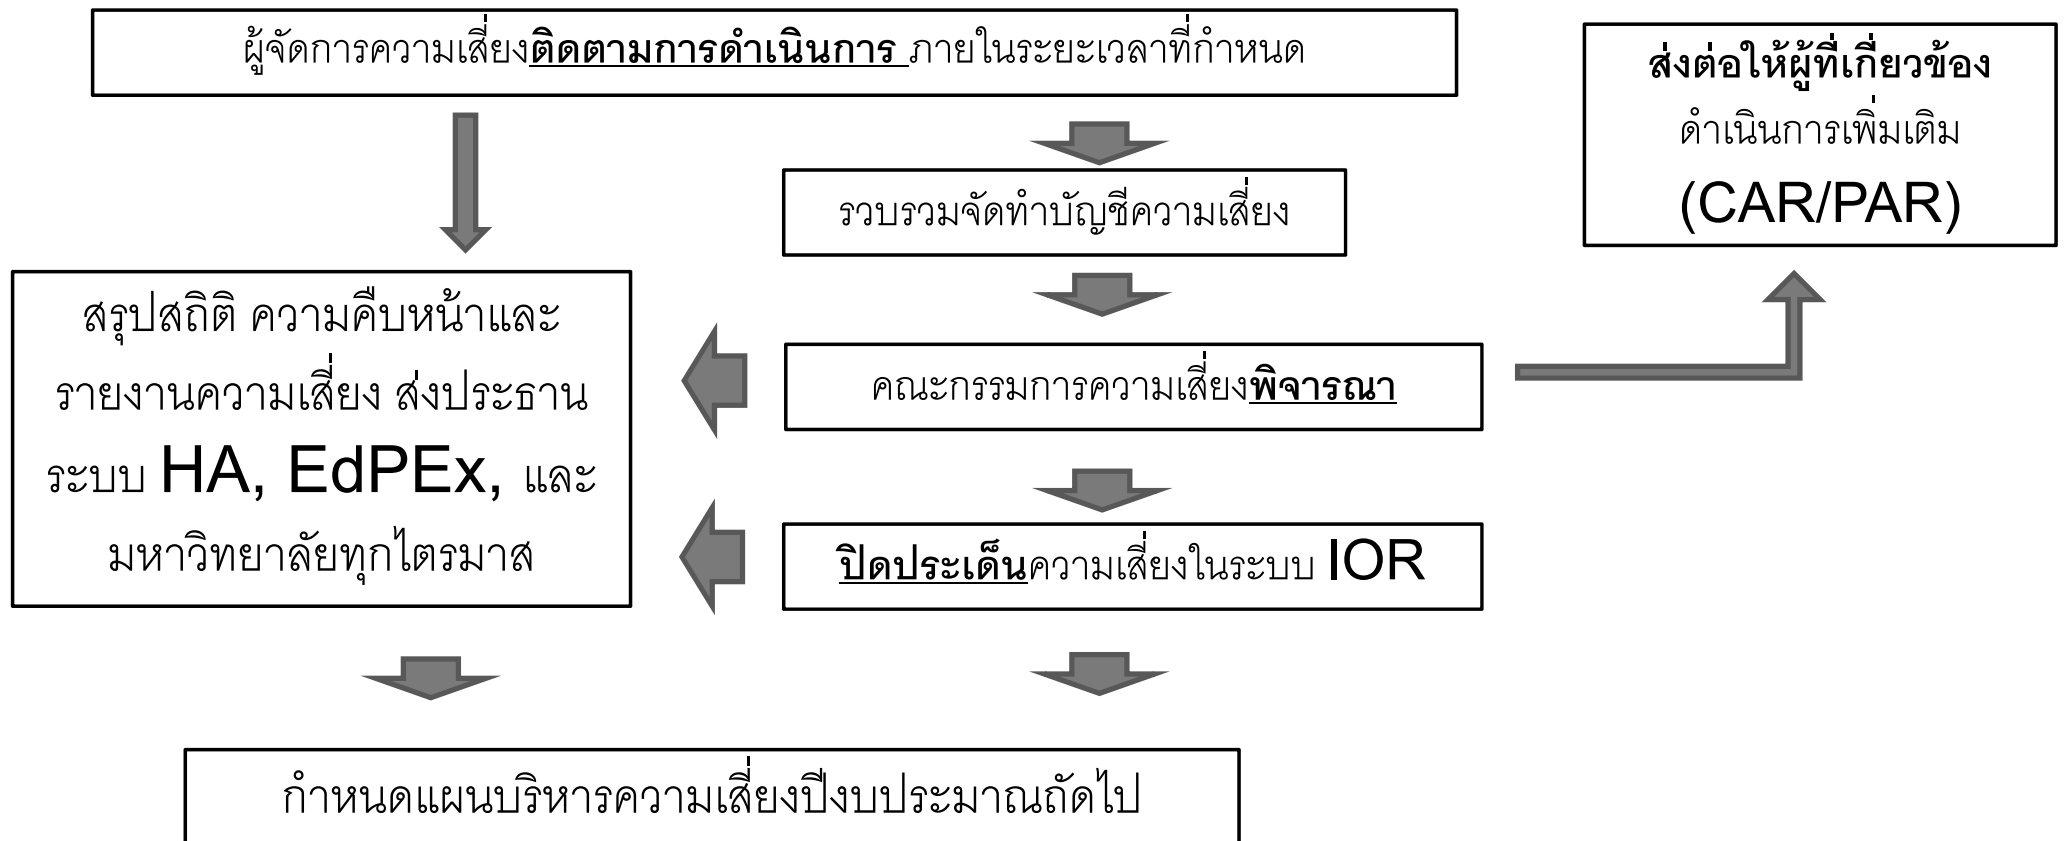 ผู้จัดการความเสี่ยงติดตามการดำเนินการ ภายในระยะเวลาที่กำหนด
ส่งต่อให้ผู้ที่เกี่ยวข้อง
ดำเนินการเพิ่มเติม
(CAR/PAR)
รวบรวมจัดทำบัญชีความเสี่ยง
สรุปสถิติ ความคืบหน้าและ
รายงานความเสี่ยง ส่งประธาน
ระบบ HA, EdPEx, และ
มหาวิทยาลัยทุกไตรมาส
คณะกรรมการความเสี่ยงพิจารณา
ปิดประเด็นความเสี่ยงในระบบ IOR
กำหนดแผนบริหารความเสี่ยงปีงบประมาณถัดไป